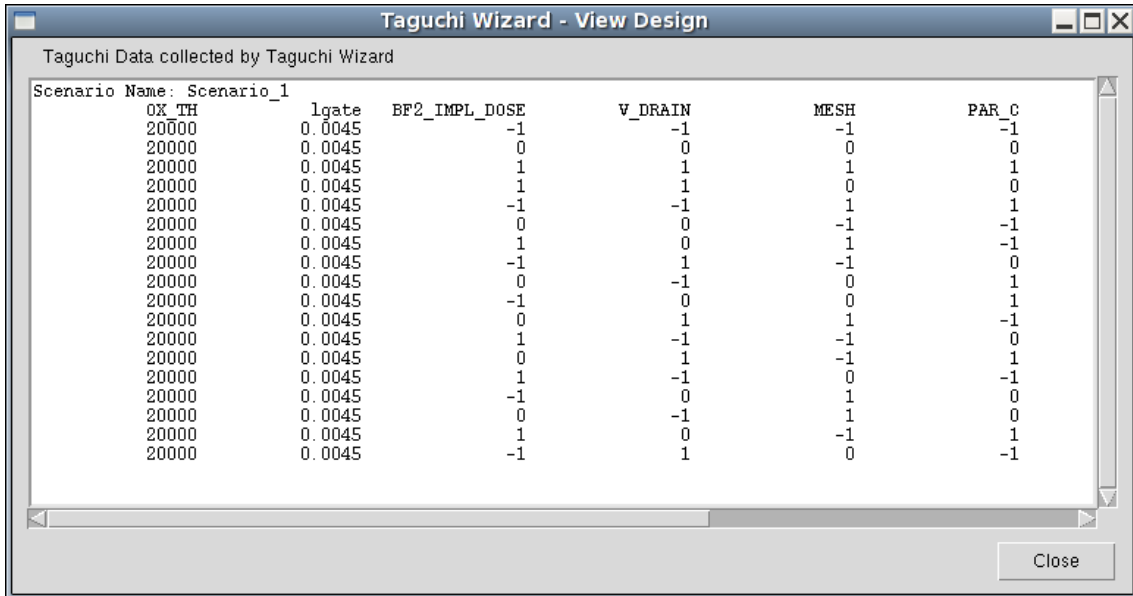 Taguchi Wizard - View Design
Taguchi Data collected by Taguchi Wizard
Scenario Name: Scenario_1
OX_TH lgate BF2_IMPL_DOSE V_DRAIN MESH PAR_C
20000 0.0045 -1 -1 -1 -1
20000 0.0045 0 0 0 0
20000 0.0045 1 1 1 1
20000 0.0045 1 1 0 0
20000 0.0045 -1 -1 1 1
20000 0.0045 0 0 -1 -1
20000 0.0045 1 0 1 -1
20000 0.0045 -1 1 -1 0
20000 0.0045 0 -1 0 1
20000 0.0045 -1 0 0 1
20000 0.0045 0 1 1 -1
20000 0.0045 1 -1 -1 0
20000 0.0045 0 1 -1 1
20000 0.0045 1 -1 0 -1
20000 0.0045 -1 0 1 0
20000 0.0045 0 -1 1 0
20000 0.0045 1 0 -1 1
20000 0.0045 -1 1 0 -1
Close